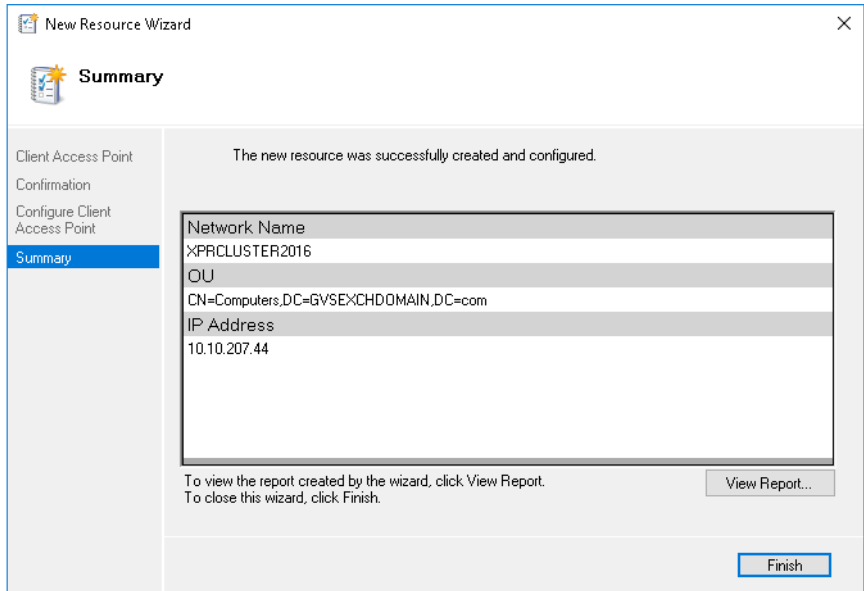 New Resource Wizard
Summary
Client Access Point
Confirmation
Configure Client
Access Point
Summary
The new resource was successfully created and configured.
Network Name
XPRCLUSTER2016
OU
CN=Computers,DC=GVSEXCHDOMAIN,DC=com
IP Address
10.10.207.44
To view the report created by the wizard, click View Report.
To close this wizard, click Finish.
View Report...
Finish